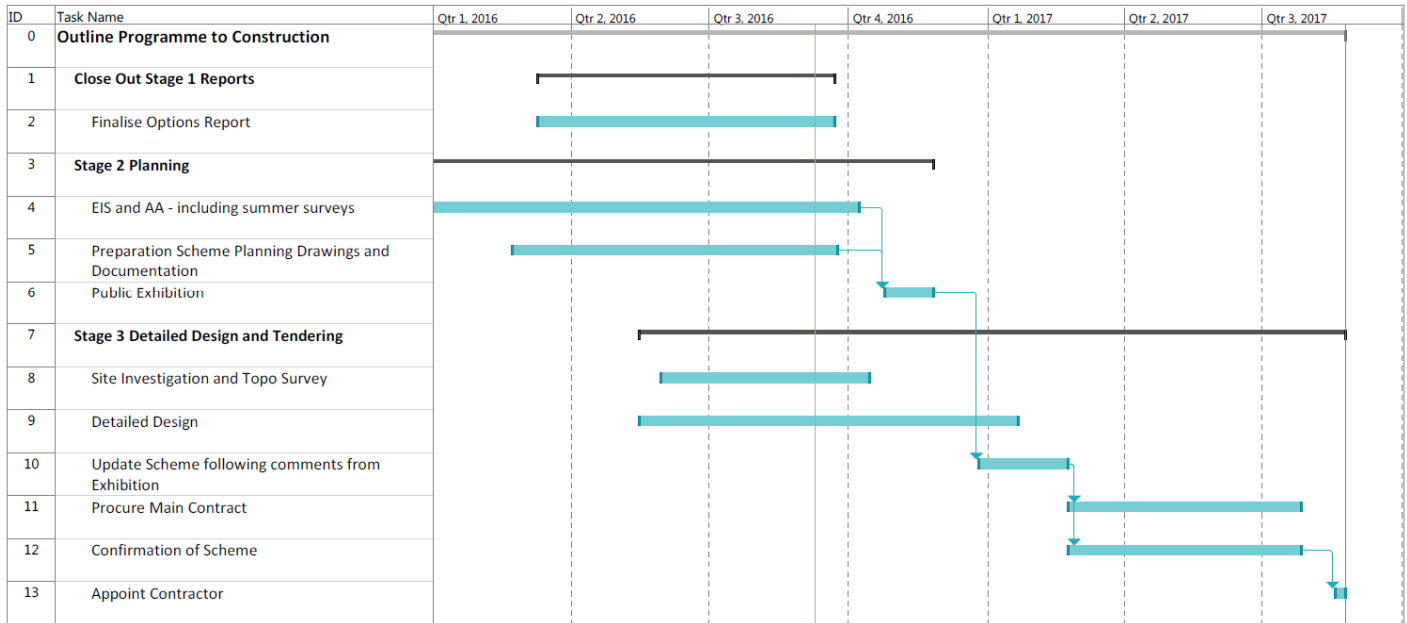 ID Task Name Qtr 1, 2016 Qtr 2, 2016 Qtr 3, 2016 Qtr 4, 2016 Qtr 1, 2017 Qtr 2, 2017 Qtr 3, 2017
0 Outline Programme to Construction
1 Close Out Stage 1 Reports
2 Finalise Options Report
3 Stage 2 Planning
4 EIS and AA - including summer surveys
5 Preparation Scheme Planning Drawings and
Documentation
6 Public Exhibition
7 Stage 3 Detailed Design and Tendering
8 Site Investigation and Topo Survey
9 Detailed Design
10 Update Scheme following comments from
Exhibition
11 Procure Main Contract
12 Confirmation of Scheme
13 Appoint Contractor